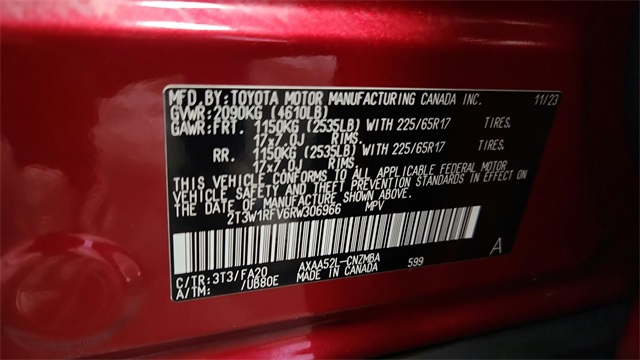 MFD. BY: TOYOTA MOTOR MANUFACTURING CANADA INC. 11/23
GVWR: 2090KG (4610LB)
GAWR: FRT. 1150KG (2535LB) WITH 225/65R17 TIRES,
17x7.0J RIMS,
RR. 1150KG (2535LB) WITH 225/65R17 TIRES,
17x7.0J RIMS.
THIS VEHICLE CONFORMS TO ALL APPLICABLE FEDERAL MOTOR
VEHICLE SAFETY AND THEFT PREVENTION STANDARDS IN EFFECT ON
THE DATE OF MANUFACTURE SHOWN ABOVE.
2T3W1RFV6RW306966 MPV
C/TR: 3T3/FA20 AXAA52L-CNZMBA 599 A
A/TM: /UB80E MADE IN CANADA